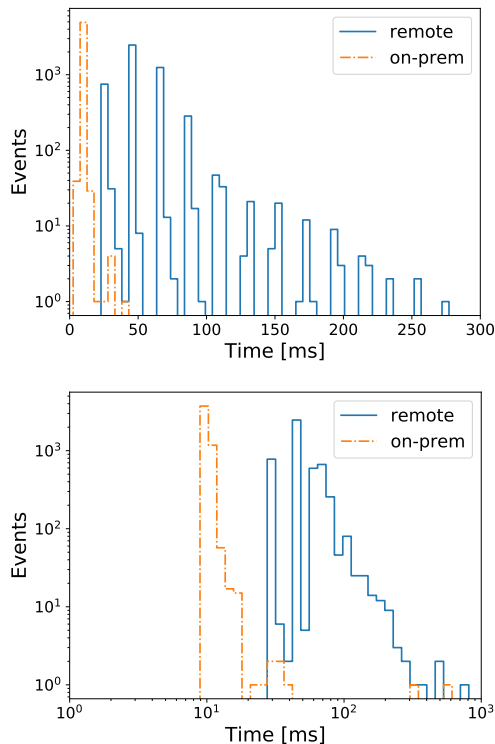 remote
on-prem
Events
10³
10²
10¹
10⁰
0 50 100 150 200 250 300
Time [ms]
remote
on-prem
Events
10³
10²
10¹
10⁰
10⁰ 10¹ 10² 10³
Time [ms]